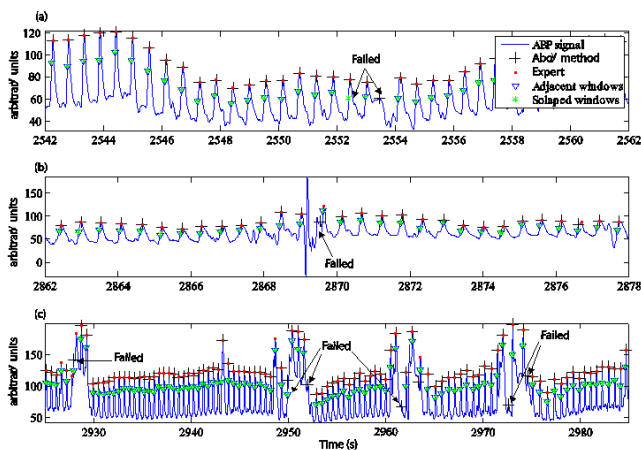 (a)
120
100
80
60
40
arbitrary units
Failed
ABP signal
Aboy method
Expert
Adjacent windows
Solaped windows
2542 2544 2546 2548 2550 2552 2554 2556 2558 2560 2562
(b)
150
100
50
0
arbitrary units
Failed
2862 2864 2866 2868 2870 2872 2874 2876 2878
(c)
150
100
50
arbitrary units
Failed
Failed
Failed
2930 2940 2950 2960 2970 2980
Time (s)